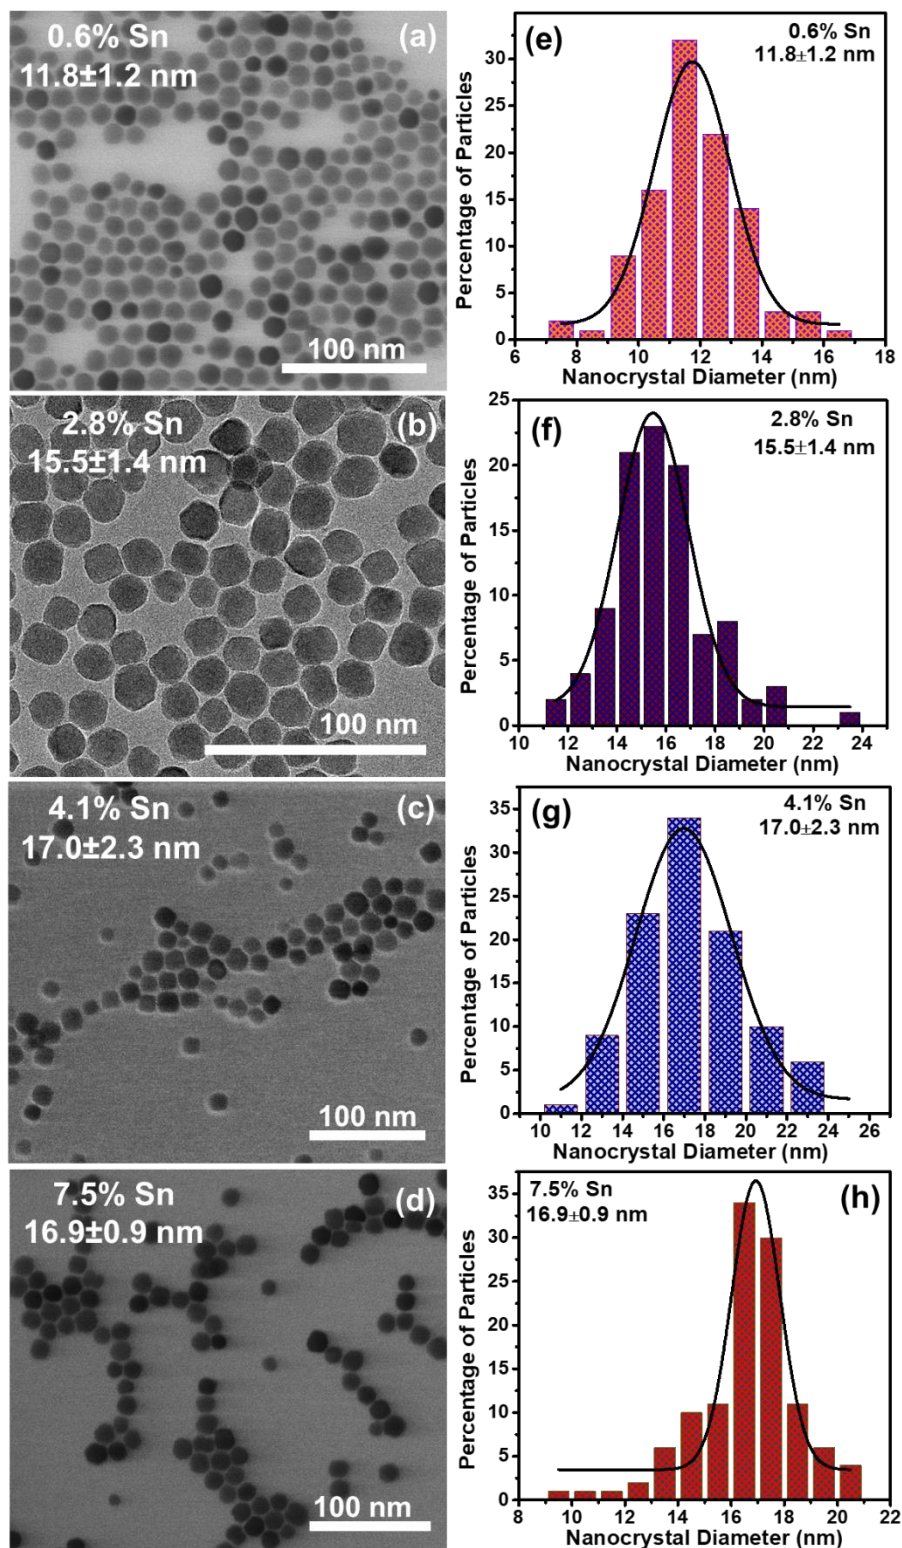 0.6% Sn
11.8±1.2 nm
(a)
100 nm
(e)
0.6% Sn
11.8±1.2 nm
Percentage of Particles
30
25
20
15
10
5
0
6 8 10 12 14 16 18
Nanocrystal Diameter (nm)
2.8% Sn
15.5±1.4 nm
(b)
100 nm
(f)
2.8% Sn
15.5±1.4 nm
Percentage of Particles
25
20
15
10
5
0
10 12 14 16 18 20 22 24
Nanocrystal Diameter (nm)
4.1% Sn
17.0±2.3 nm
(c)
100 nm
(g)
4.1% Sn
17.0±2.3 nm
Percentage of Particles
35
30
25
20
15
10
5
0
10 12 14 16 18 20 22 24 26
Nanocrystal Diameter (nm)
7.5% Sn
16.9±0.9 nm
(d)
100 nm
7.5% Sn
16.9±0.9 nm
(h)
Percentage of Particles
35
30
25
20
15
10
5
0
8 10 12 14 16 18 20 22
Nanocrystal Diameter (nm)